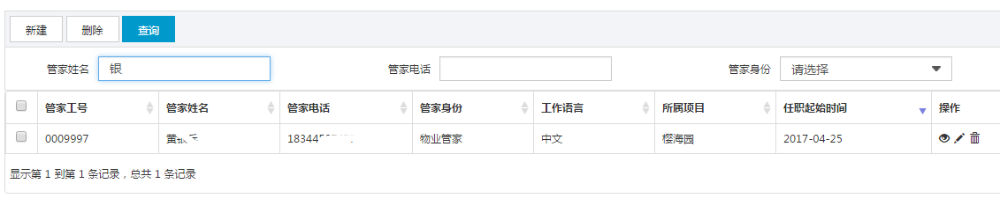 新建 删除 查询
管家姓名 银 管家电话 管家身份 请选择
管家工号 管家姓名 管家电话 管家身份 工作语言 所属项目 任职起始时间 操作
0009997 黄 18344 物业管家 中文 樱海园 2017-04-25
显示第 1 到第 1 条记录，总共 1 条记录